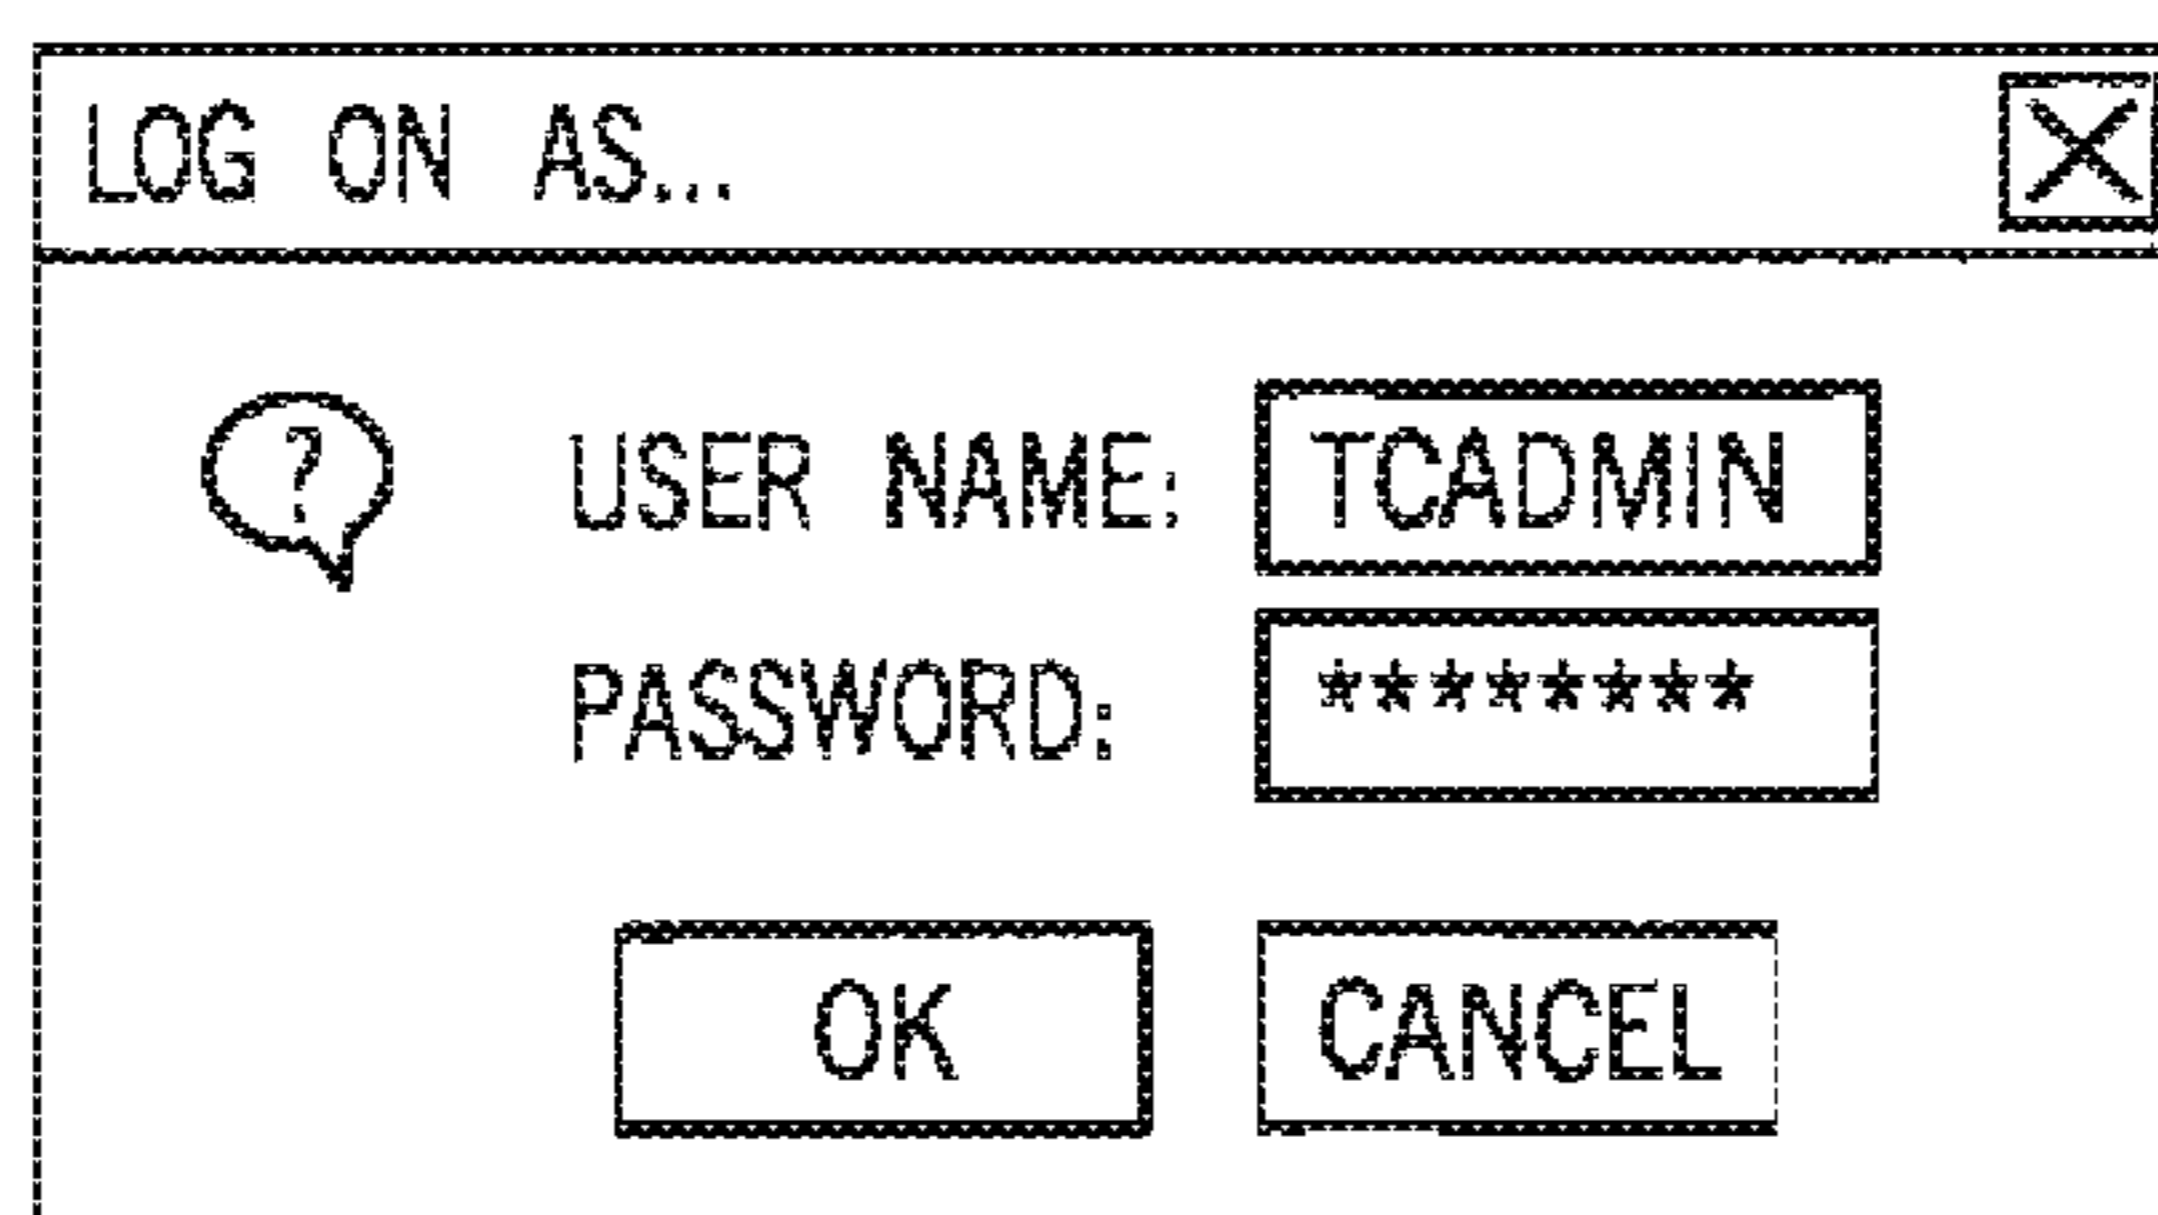 LOG ON AS...
?
USER NAME: TCADMIN
PASSWORD: ********
OK CANCEL